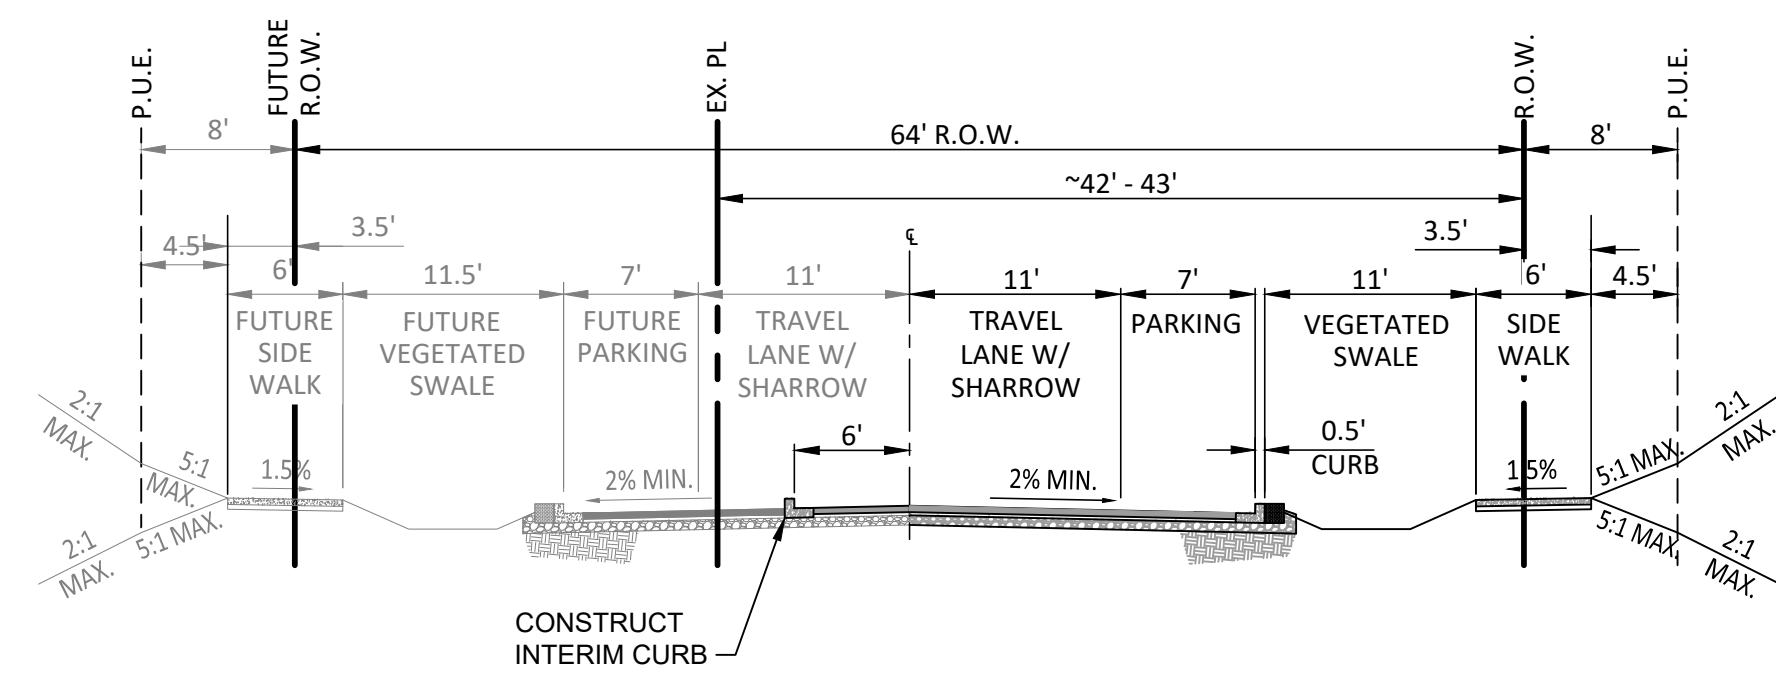 P.U.E.
FUTURE
R.O.W.
EX. PL
R.O.W.
P.U.E.
8'
64' R.O.W.
8'
~42' - 43'
3.5'
3.5'
4.5'
℄
6'
11.5'
7'
11'
11'
7'
11'
6'
4.5'
FUTURE
SIDE
WALK
FUTURE
VEGETATED
SWALE
FUTURE
PARKING
TRAVEL
LANE W/
SHARROW
TRAVEL
LANE W/
SHARROW
PARKING
VEGETATED
SWALE
SIDE
WALK
2:1
MAX.
5:1
MAX.
1.5%
2% MIN.
6'
2% MIN.
0.5'
CURB
1.5%
5:1 MAX.
2:1
MAX.
2:1
MAX.
5:1 MAX.
5:1 MAX.
2:1
MAX.
CONSTRUCT
INTERIM CURB